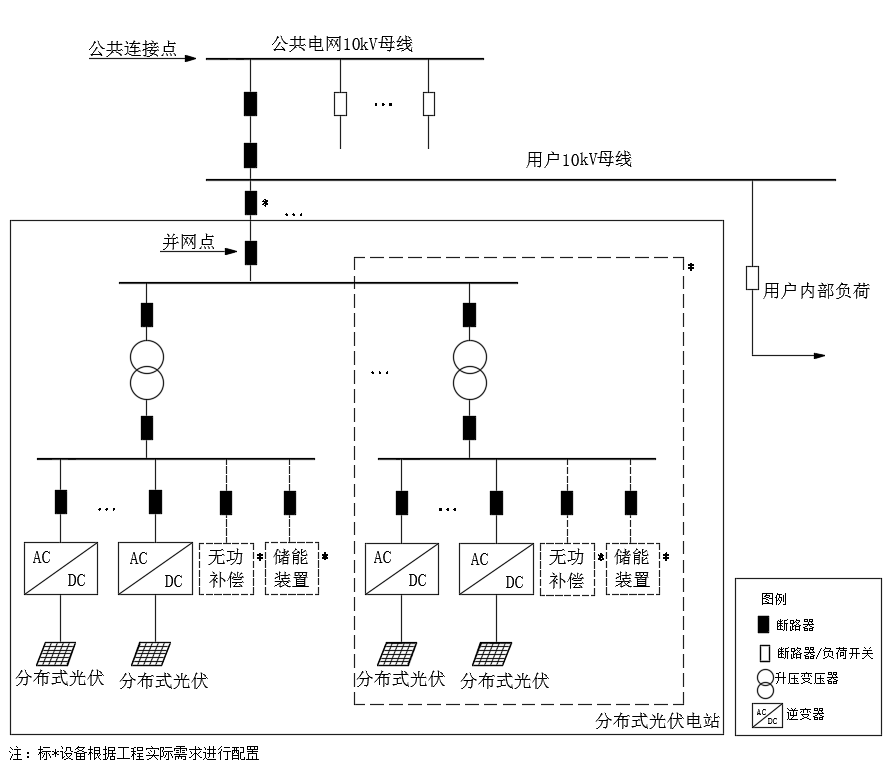 公共连接点
公共电网10kV母线
...
用户10kV母线
*
...
并网点
*
用户内部负荷
...
...
...
AC
DC
AC
DC
无功
补偿
*
储能
装置
*
AC
DC
AC
DC
无功
补偿
*
储能
装置
*
分布式光伏
分布式光伏
分布式光伏
分布式光伏
分布式光伏电站
图例
断路器
断路器/负荷开关
升压变压器
AC
DC
逆变器
注：标*设备根据工程实际需求进行配置